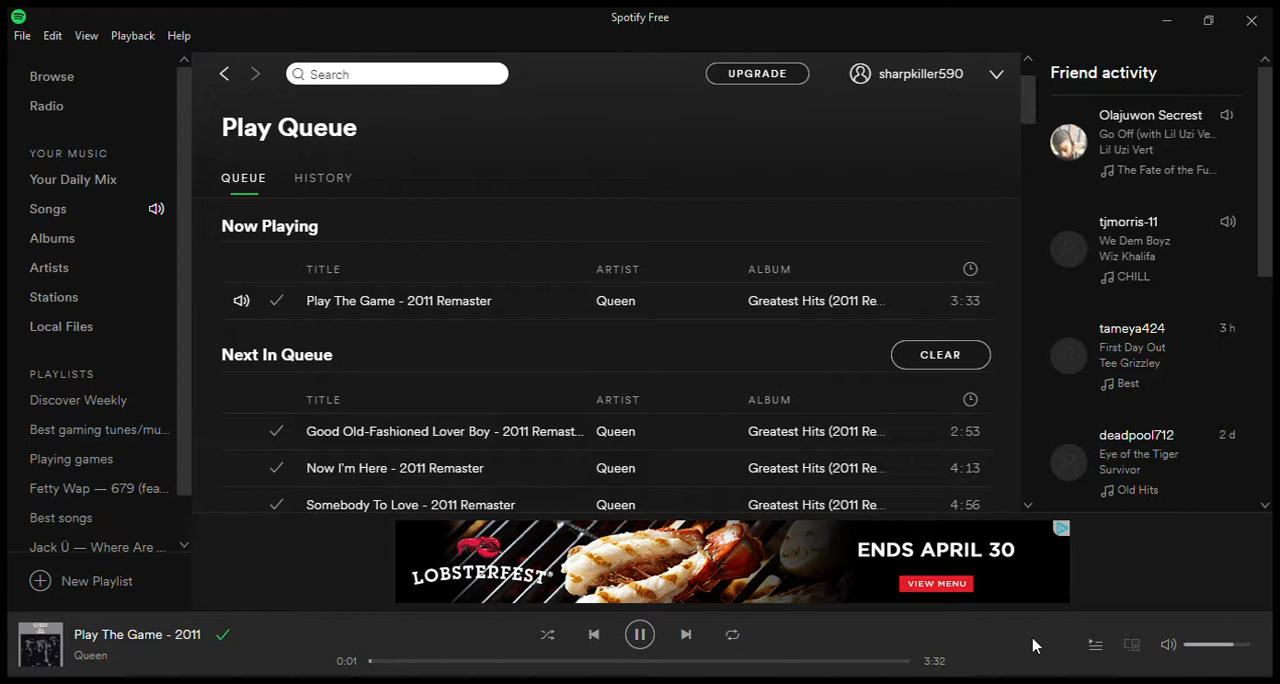 Spotify Free
File Edit View Playback Help
Browse
Radio
YOUR MUSIC
Your Daily Mix
Songs
Albums
Artists
Stations
Local Files
PLAYLISTS
Discover Weekly
Best gaming tunes/mu...
Playing games
Fetty Wap — 679 (fea...
Best songs
Jack Ü — Where Are ...
New Playlist
Search
UPGRADE
sharpkiller590
Play Queue
QUEUE HISTORY
Now Playing
TITLE ARTIST ALBUM
Play The Game - 2011 Remaster Queen Greatest Hits (2011 Re... 3:33
Next In Queue CLEAR
TITLE ARTIST ALBUM
Good Old-Fashioned Lover Boy - 2011 Remast... Queen Greatest Hits (2011 Re... 2:53
Now I'm Here - 2011 Remaster Queen Greatest Hits (2011 Re... 4:13
Somebody To Love - 2011 Remaster Queen Greatest Hits (2011 Re... 4:56
Friend activity
Olajuwon Secrest
Go Off (with Lil Uzi Ve...
Lil Uzi Vert
The Fate of the Fu...
tjmorris-11
We Dem Boyz
Wiz Khalifa
CHILL
tameya424 3 h
First Day Out
Tee Grizzley
Best
deadpool712 2 d
Eye of the Tiger
Survivor
Old Hits
LOBSTERFEST®
ENDS APRIL 30
VIEW MENU
Play The Game - 2011
Queen
0:01 3:32